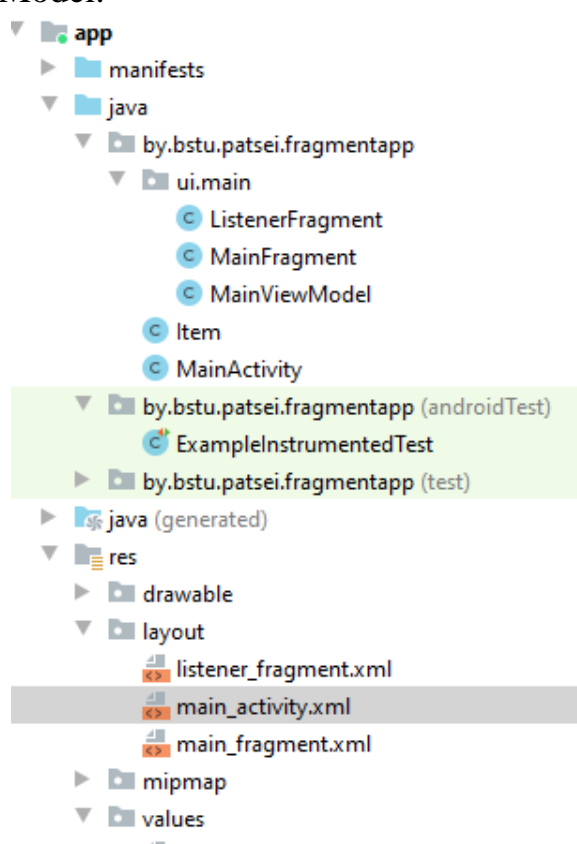 Model:
app
manifests
java
by.bstu.patsei.fragmentapp
ui.main
C ListenerFragment
C MainFragment
C MainViewModel
C Item
C MainActivity
by.bstu.patsei.fragmentapp (androidTest)
C ExampleInstrumentedTest
by.bstu.patsei.fragmentapp (test)
java (generated)
res
drawable
layout
listener_fragment.xml
main_activity.xml
main_fragment.xml
mipmap
values